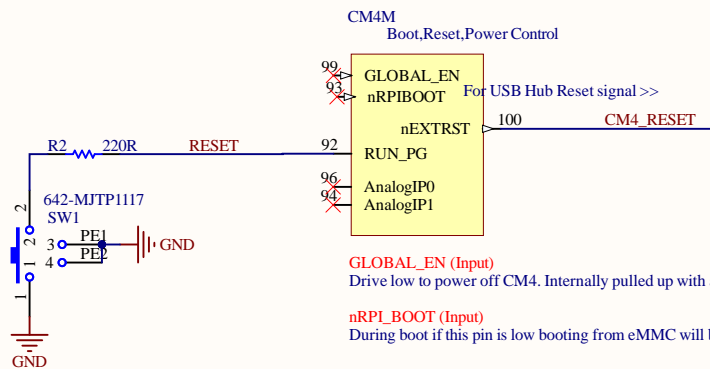 CM4M
Boot,Reset,Power Control
99
GLOBAL_EN
93
nRPIBOOT
For USB Hub Reset signal >>
nEXTRST
100
CM4_RESET
R2
220R
RESET
92
RUN_PG
96
AnalogIP0
94
AnalogIP1
642-MJTP1117
SW1
2
2
3
PE1
4
PE2
GND
1
1
GND
GLOBAL_EN (Input)
Drive low to power off CM4. Internally pulled up with
nRPI_BOOT (Input)
During boot if this pin is low booting from eMMC will